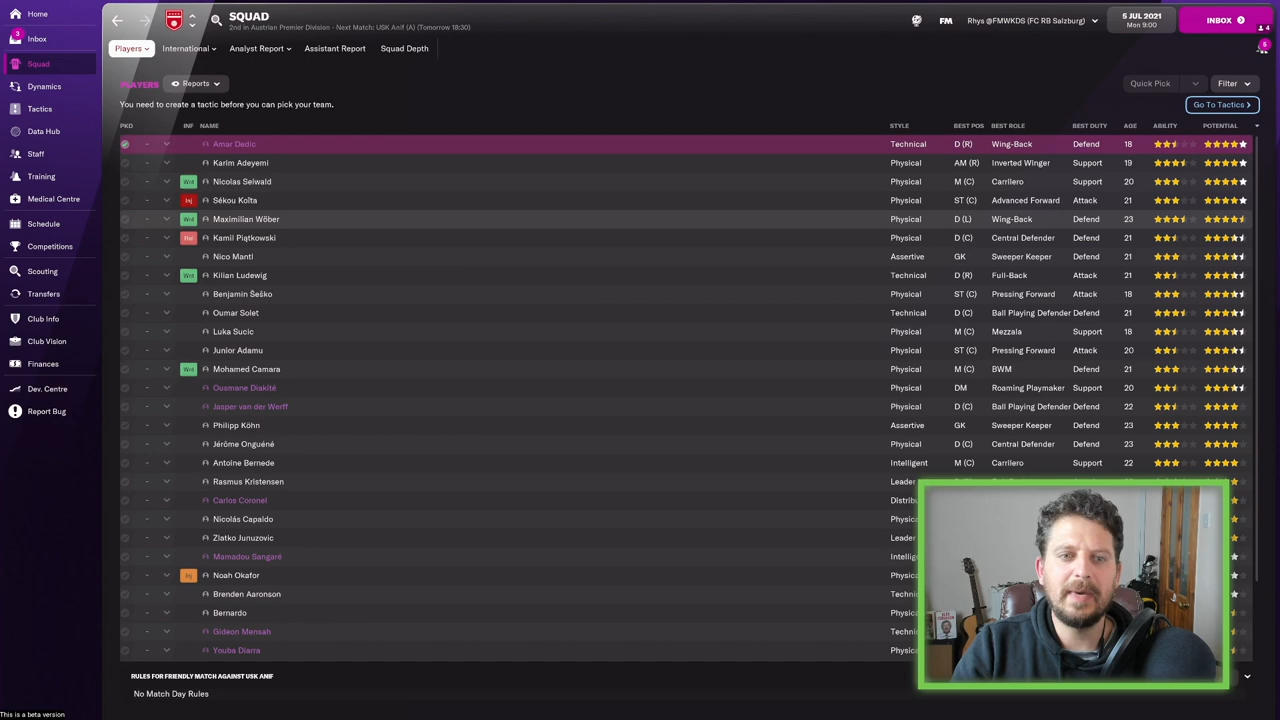 Home
SQUAD
2nd in Austrian Premier Division - Next Match: USK Anif (A) (Tomorrow 18:30)
FM Rhys @FMWKDS (FC RB Salzburg)
5 JUL 2021
Mon 9:00
INBOX
4
3
Inbox
Squad
Dynamics
Tactics
Data Hub
Staff
Training
Medical Centre
Schedule
Competitions
Scouting
Transfers
Club Info
Club Vision
Finances
Dev. Centre
Report Bug
This is a beta version
Players International Analyst Report Assistant Report Squad Depth
6
PLAYERS Reports Quick Pick Filter
You need to create a tactic before you can pick your team. Go To Tactics
PKD INF NAME STYLE BEST POS BEST ROLE BEST DUTY AGE ABILITY POTENTIAL
- Amar Dedic Technical D (R) Wing-Back Defend 18
- Karim Adeyemi Physical AM (R) Inverted Winger Support 19
- Wnt Nicolas Seiwald Physical M (C) Carrilero Support 20
- Inj Sékou Koïta Physical ST (C) Advanced Forward Attack 21
- Wnt Maximilian Wöber Physical D (L) Wing-Back Defend 23
- Kamil Piątkowski Physical D (C) Central Defender Defend 21
- Nico Mantl Assertive GK Sweeper Keeper Defend 21
- Wnt Kilian Ludewig Technical D (R) Full-Back Attack 21
- Benjamin Šeško Physical ST (C) Pressing Forward Attack 18
- Oumar Solet Technical D (C) Ball Playing Defender Defend 21
- Luka Sucic Physical M (C) Mezzala Support 18
- Junior Adamu Physical ST (C) Pressing Forward Attack 20
- Wnt Mohamed Camara Physical M (C) BWM Defend 21
- Ousmane Diakité Physical DM Roaming Playmaker Support 20
- Jasper van der Werff Physical D (C) Ball Playing Defender Defend 22
- Philipp Köhn Assertive GK Sweeper Keeper Defend 23
- Jérôme Onguéné Physical D (C) Central Defender Defend 23
- Antoine Bernede Intelligent M (C) Carrilero Support 22
- Rasmus Kristensen Leader
- Carlos Coronel Distribu
- Nicolás Capaldo Physica
- Zlatko Junuzovic Leader
- Mamadou Sangaré Intellig
- Inj Noah Okafor Physica
- Brenden Aaronson Technic
- Bernardo Physica
- Gideon Mensah Technic
- Youba Diarra Physica
RULES FOR FRIENDLY MATCH AGAINST USK ANIF
No Match Day Rules